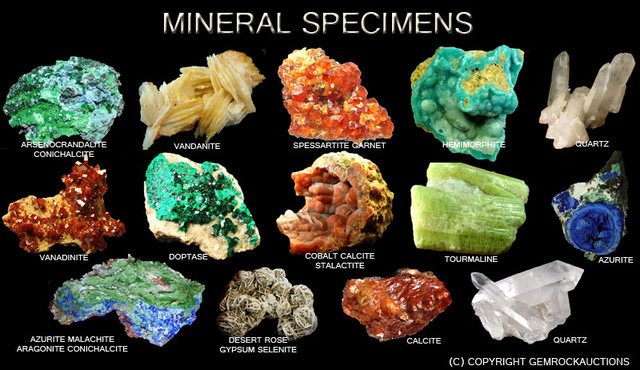 MINERAL SPECIMENS
ARSENOCRANDALITE
CONICHALCITE
VANDANITE
SPESSARTITE GARNET
HEMIMORPHITE
QUARTZ
VANADINITE
DOPTASE
COBALT CALCITE
STALACTITE
TOURMALINE
AZURITE
AZURITE MALACHITE
ARAGONITE CONICHALCITE
DESERT ROSE
GYPSUM SELENITE
CALCITE
QUARTZ
(C) COPYRIGHT GEMROCKAUCTIONS